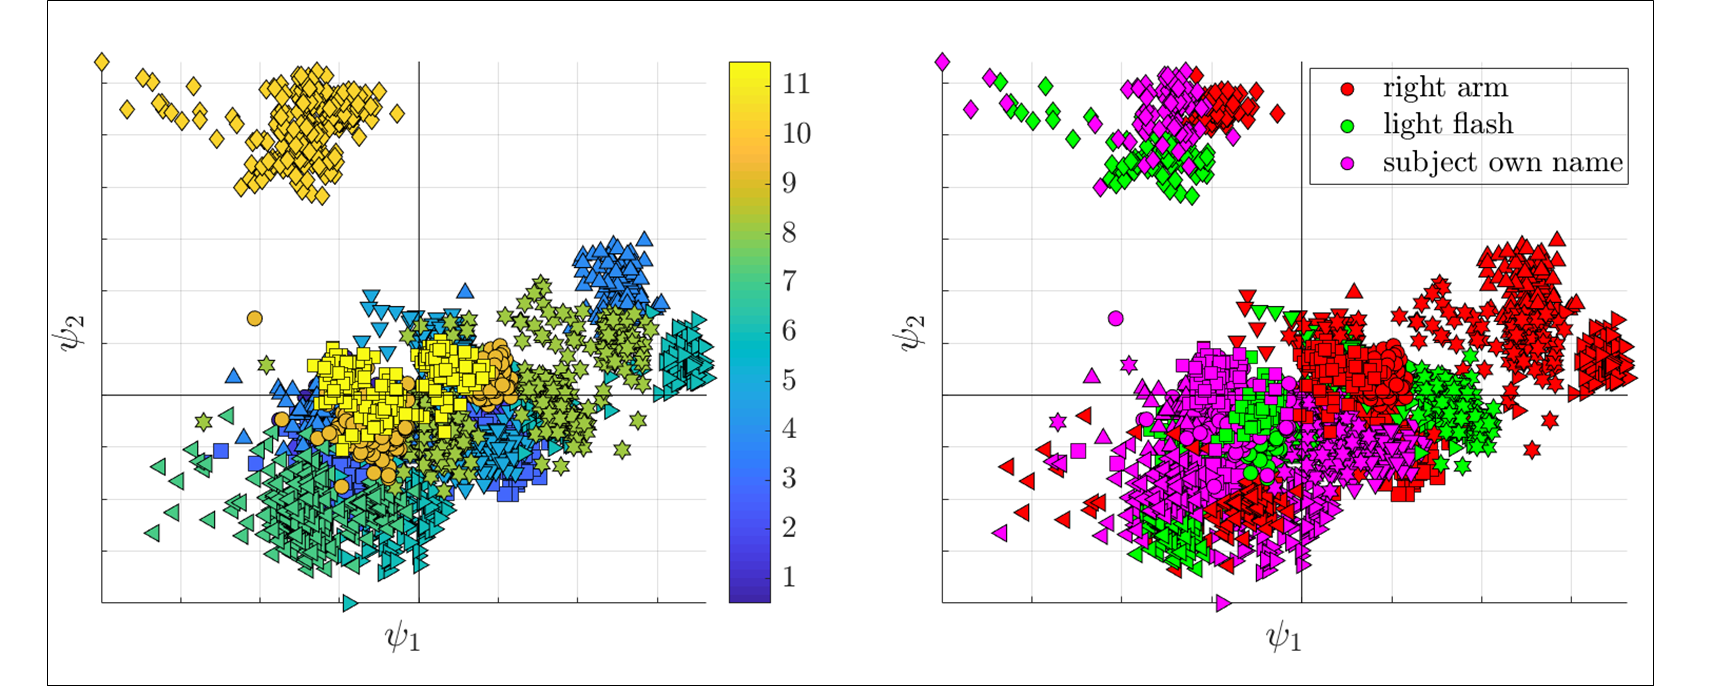 ψ2
ψ1
11
10
9
8
7
6
5
4
3
2
1
ψ2
ψ1
right arm
light flash
subject own name